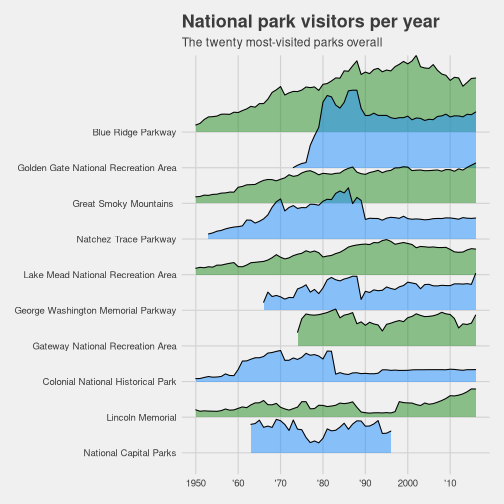 National park visitors per year
The twenty most-visited parks overall
Blue Ridge Parkway
Golden Gate National Recreation Area
Great Smoky Mountains
Natchez Trace Parkway
Lake Mead National Recreation Area
George Washington Memorial Parkway
Gateway National Recreation Area
Colonial National Historical Park
Lincoln Memorial
National Capital Parks
1950 '60 '70 '80 '90 2000 '10